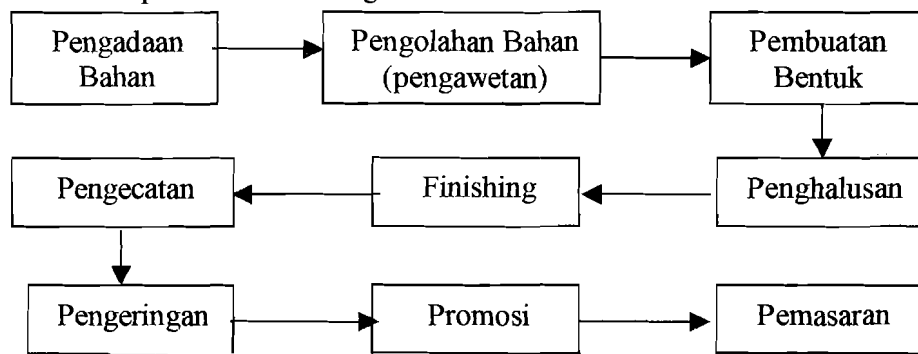 Pengadaan
Bahan
Pengolahan Bahan
(pengawetan)
Pembuatan
Bentuk
Penghalusan
Finishing
Pengecatan
Pengeringan
Promosi
Pemasaran